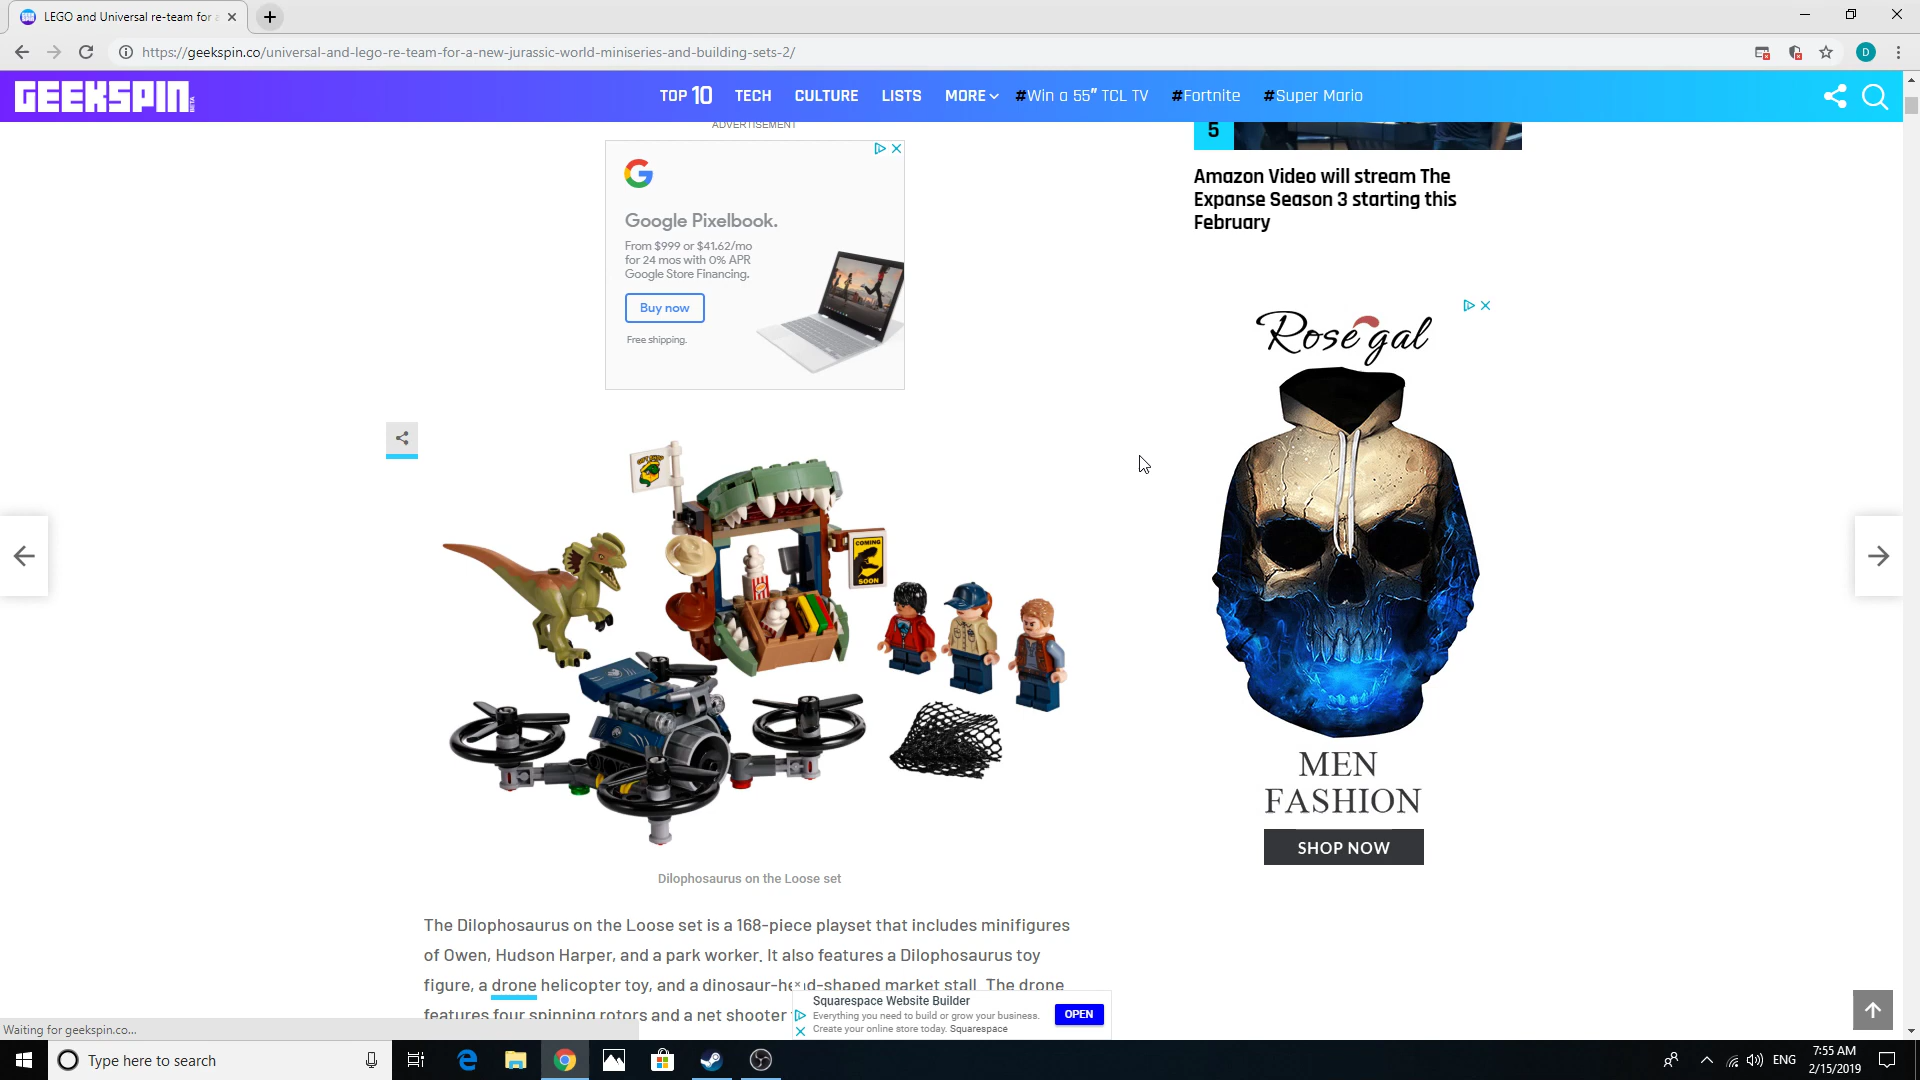 LEGO and Universal re-team for a
https://geekspin.co/universal-and-lego-re-team-for-a-new-jurassic-world-miniseries-and-building-sets-2/
D
GEEKSPIN BETA
TOP 10
TECH
CULTURE
LISTS
MORE
#Win a 55" TCL TV
#Fortnite
#Super Mario
ADVERTISEMENT
Google Pixelbook.
From $999 or $41.62/mo
for 24 mos with 0% APR
Google Store Financing.
Buy now
Free shipping.
5
Amazon Video will stream The
Expanse Season 3 starting this
February
Rosegal
MEN
FASHION
SHOP NOW
GIFT SHOP
COMING
SOON
Dilophosaurus on the Loose set
The Dilophosaurus on the Loose set is a 168-piece playset that includes minifigures
of Owen, Hudson Harper, and a park worker. It also features a Dilophosaurus toy
figure, a drone helicopter toy, and a dinosaur-head-shaped market stall. The drone
features four spinning rotors and a net shooter
Squarespace Website Builder
Everything you need to build or grow your business.
Create your online store today. Squarespace
OPEN
Waiting for geekspin.co...
Type here to search
ENG
7:55 AM
2/15/2019